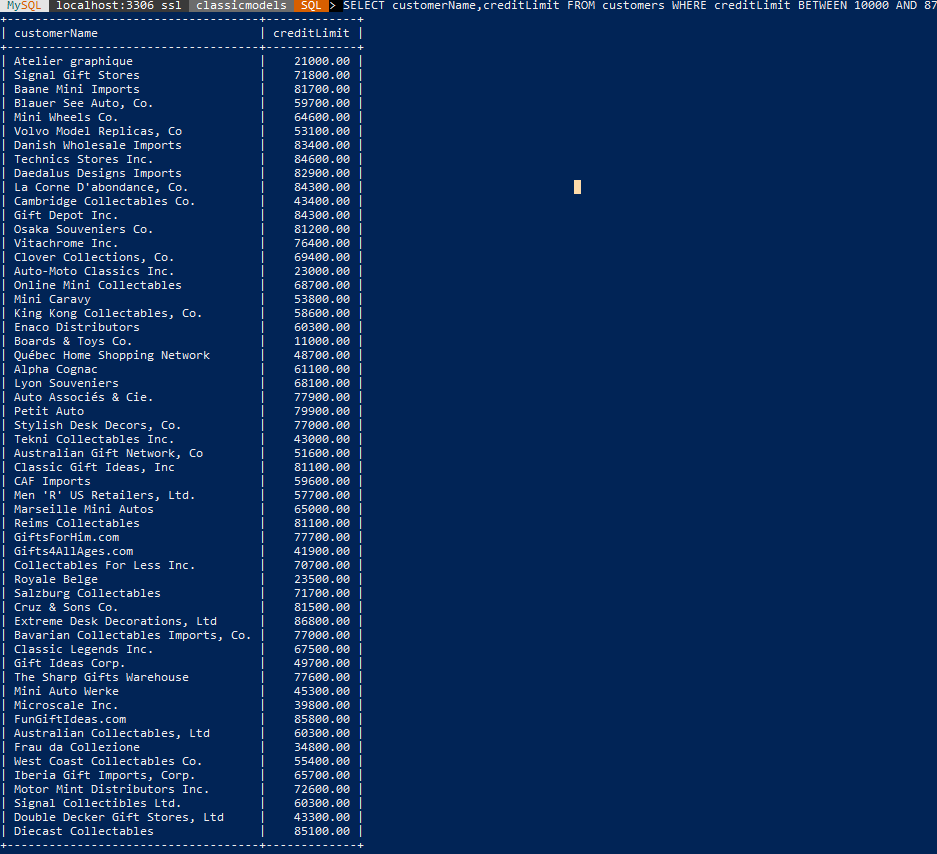 MySQL localhost:3306 ssl classicmodels SQL > SELECT customerName,creditLimit FROM customers WHERE creditLimit BETWEEN 10000 AND 87
| customerName | creditLimit |
| Atelier graphique | 21000.00 |
| Signal Gift Stores | 71800.00 |
| Baane Mini Imports | 81700.00 |
| Blauer See Auto, Co. | 59700.00 |
| Mini Wheels Co. | 64600.00 |
| Volvo Model Replicas, Co | 53100.00 |
| Danish Wholesale Imports | 83400.00 |
| Technics Stores Inc. | 84600.00 |
| Daedalus Designs Imports | 82900.00 |
| La Corne D'abondance, Co. | 84300.00 |
| Cambridge Collectables Co. | 43400.00 |
| Gift Depot Inc. | 84300.00 |
| Osaka Souveniers Co. | 81200.00 |
| Vitachrome Inc. | 76400.00 |
| Clover Collections, Co. | 69400.00 |
| Auto-Moto Classics Inc. | 23000.00 |
| Online Mini Collectables | 68700.00 |
| Mini Caravy | 53800.00 |
| King Kong Collectables, Co. | 58600.00 |
| Enaco Distributors | 60300.00 |
| Boards & Toys Co. | 11000.00 |
| Québec Home Shopping Network | 48700.00 |
| Alpha Cognac | 61100.00 |
| Lyon Souveniers | 68100.00 |
| Auto Associés & Cie. | 77900.00 |
| Petit Auto | 79900.00 |
| Stylish Desk Decors, Co. | 77000.00 |
| Tekni Collectables Inc. | 43000.00 |
| Australian Gift Network, Co | 51600.00 |
| Classic Gift Ideas, Inc | 81100.00 |
| CAF Imports | 59600.00 |
| Men 'R' US Retailers, Ltd. | 57700.00 |
| Marseille Mini Autos | 65000.00 |
| Reims Collectables | 81100.00 |
| GiftsForHim.com | 77700.00 |
| Gifts4AllAges.com | 41900.00 |
| Collectables For Less Inc. | 70700.00 |
| Royale Belge | 23500.00 |
| Salzburg Collectables | 71700.00 |
| Cruz & Sons Co. | 81500.00 |
| Extreme Desk Decorations, Ltd | 86800.00 |
| Bavarian Collectables Imports, Co. | 77000.00 |
| Classic Legends Inc. | 67500.00 |
| Gift Ideas Corp. | 49700.00 |
| The Sharp Gifts Warehouse | 77600.00 |
| Mini Auto Werke | 45300.00 |
| Microscale Inc. | 39800.00 |
| FunGiftIdeas.com | 85800.00 |
| Australian Collectables, Ltd | 60300.00 |
| Frau da Collezione | 34800.00 |
| West Coast Collectables Co. | 55400.00 |
| Iberia Gift Imports, Corp. | 65700.00 |
| Motor Mint Distributors Inc. | 72600.00 |
| Signal Collectibles Ltd. | 60300.00 |
| Double Decker Gift Stores, Ltd | 43300.00 |
| Diecast Collectables | 85100.00 |